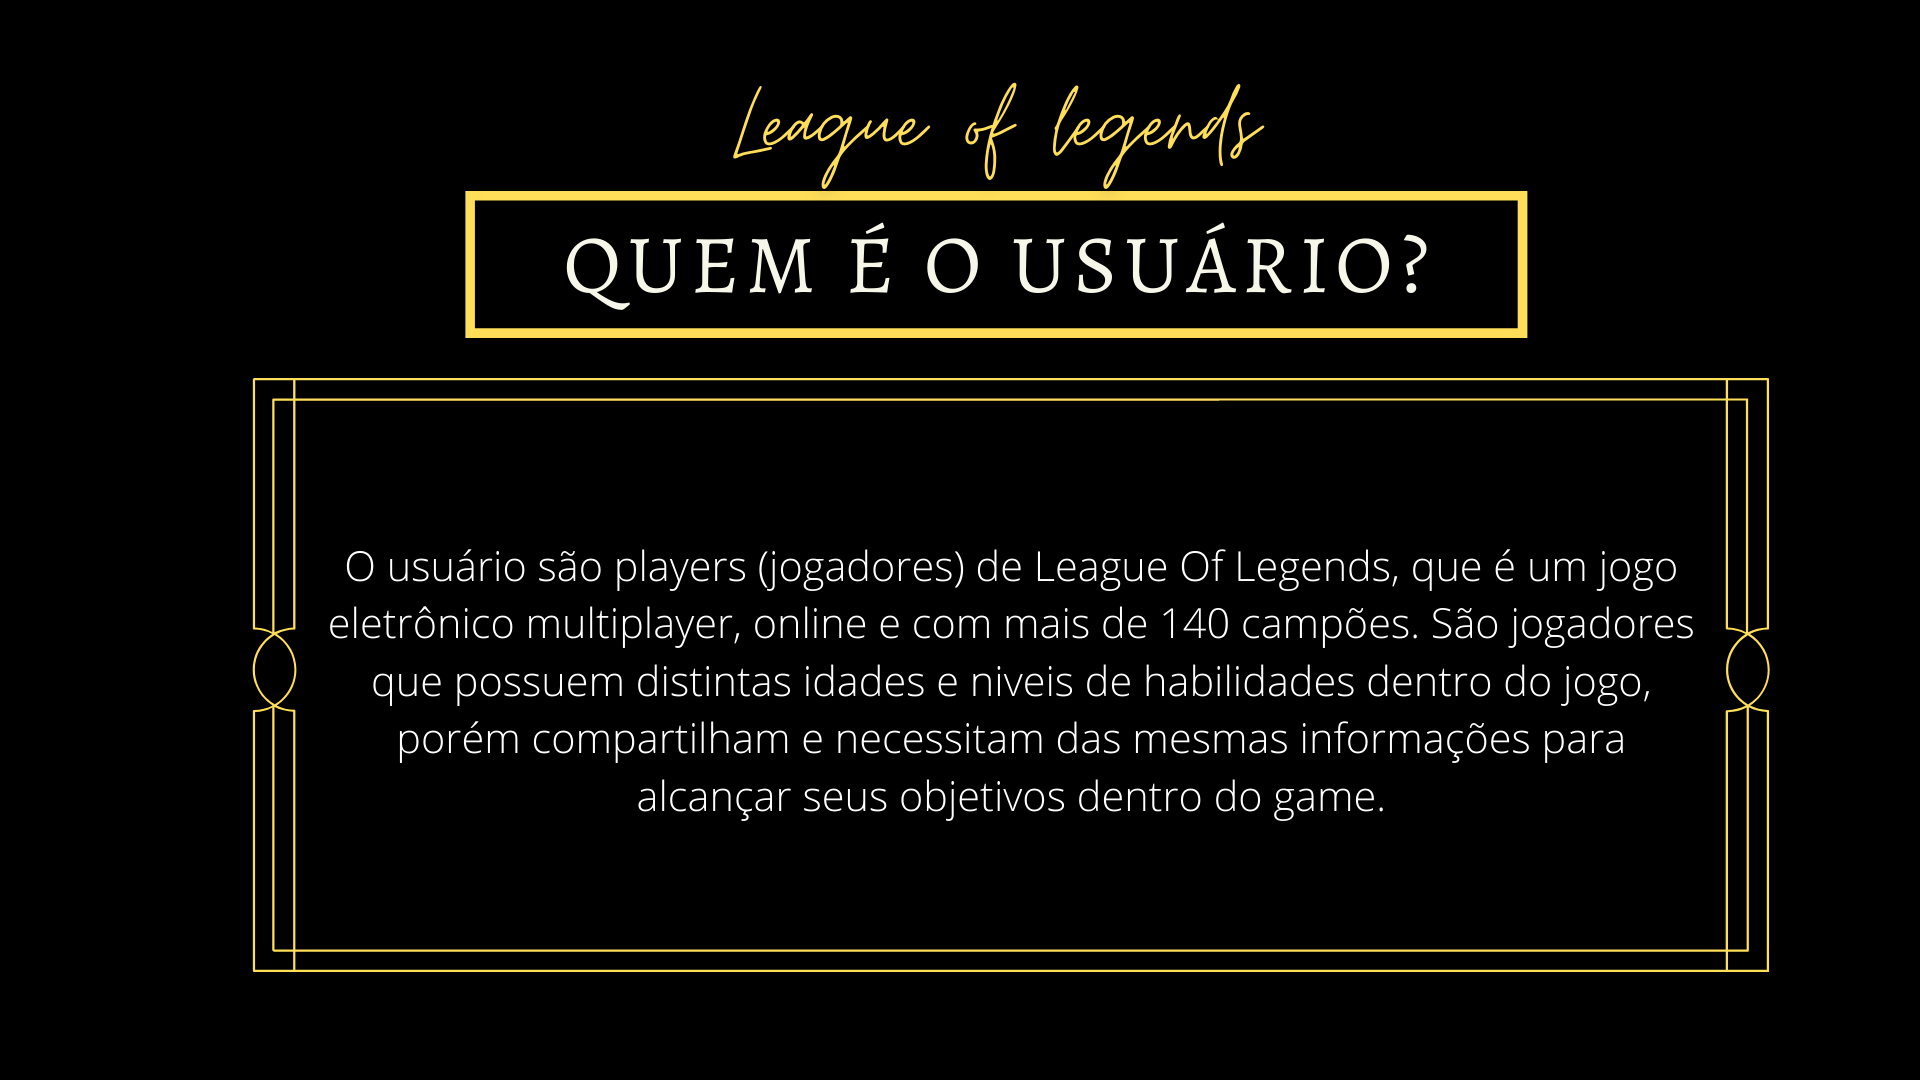 League of legends
QUEM É O USUÁRIO?
O usuário são players (jogadores) de League Of Legends, que é um jogo
eletrônico multiplayer, online e com mais de 140 campões. São jogadores
que possuem distintas idades e niveis de habilidades dentro do jogo,
porém compartilham e necessitam das mesmas informações para
alcançar seus objetivos dentro do game.